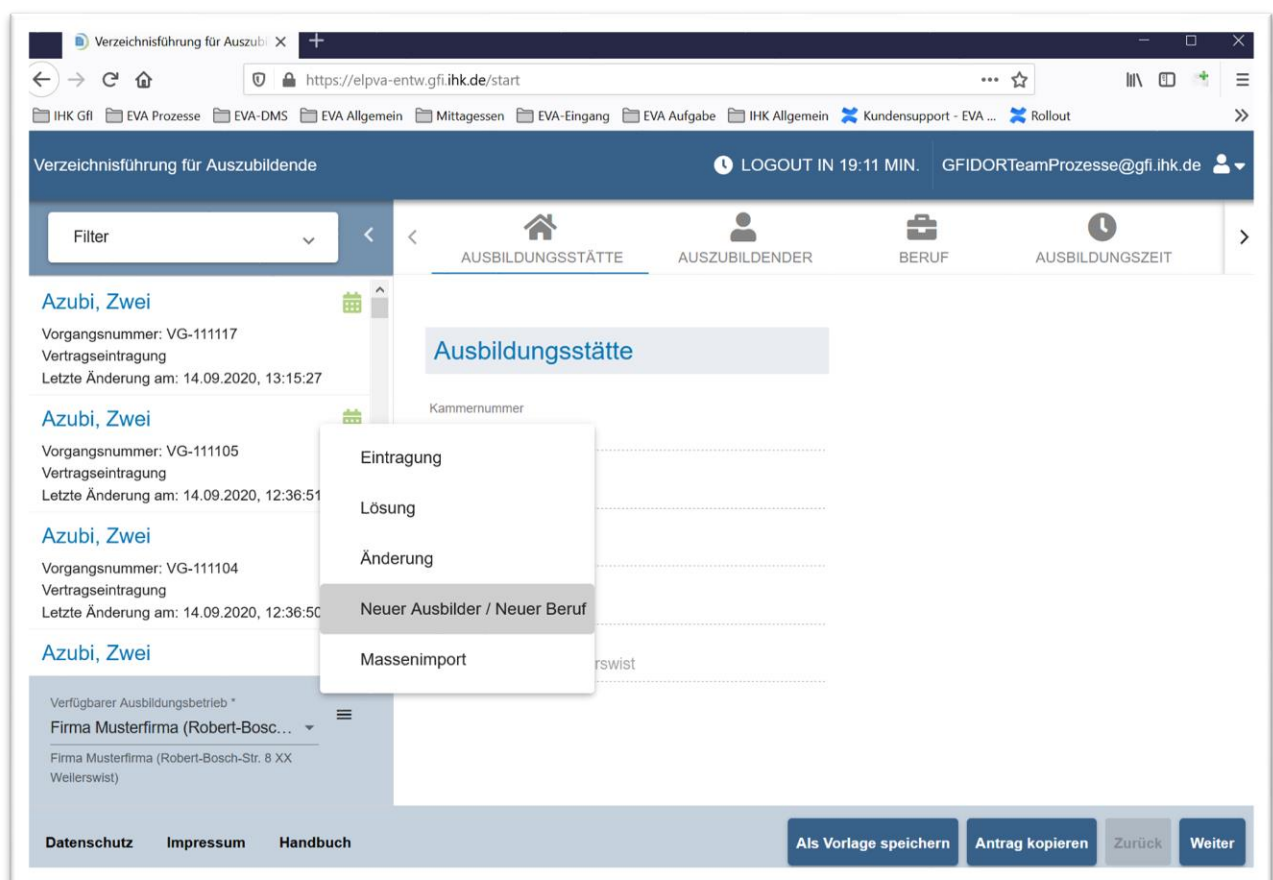 Verzeichnisführung für Auszubi
https://elpva-entw.gfi.ihk.de/start
IHK GfI EVA Prozesse EVA-DMS EVA Allgemein Mittagessen EVA-Eingang EVA Aufgabe IHK Allgemein Kundensupport - EVA ... Rollout
Verzeichnisführung für Auszubildende
LOGOUT IN 19:11 MIN. GFIDORTeamProzesse@gfi.ihk.de
Filter
AUSBILDUNGSSTÄTTE AUSZUBILDENDER BERUF AUSBILDUNGSZEIT
Azubi, Zwei
Vorgangsnummer: VG-111117
Vertragseintragung
Letzte Änderung am: 14.09.2020, 13:15:27
Azubi, Zwei
Vorgangsnummer: VG-111105
Vertragseintragung
Letzte Änderung am: 14.09.2020, 12:36:51
Azubi, Zwei
Vorgangsnummer: VG-111104
Vertragseintragung
Letzte Änderung am: 14.09.2020, 12:36:50
Azubi, Zwei
Verfügbarer Ausbildungsbetrieb *
Firma Musterfirma (Robert-Bosc...
Firma Musterfirma (Robert-Bosch-Str. 8 XX
Weilerswist)
Ausbildungsstätte
Kammernummer
Eintragung
Lösung
Änderung
Neuer Ausbilder / Neuer Beruf
Massenimport
rswist
Datenschutz Impressum Handbuch
Als Vorlage speichern Antrag kopieren Zurück Weiter